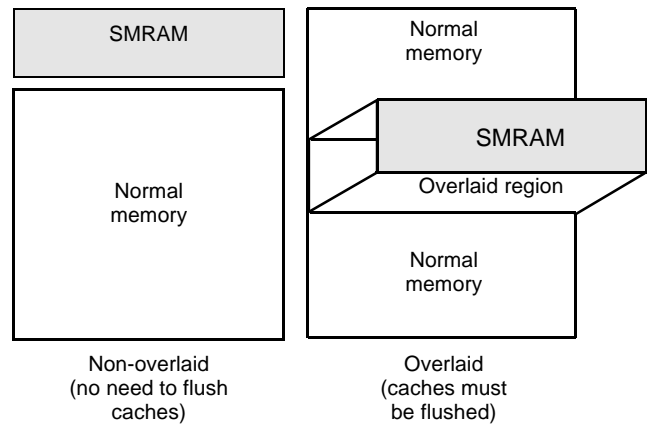 SMRAM
Normal
memory
Non-overlaid
(no need to flush
caches)
Normal
memory
SMRAM
Overlaid region
Normal
memory
Overlaid
(caches must
be flushed)